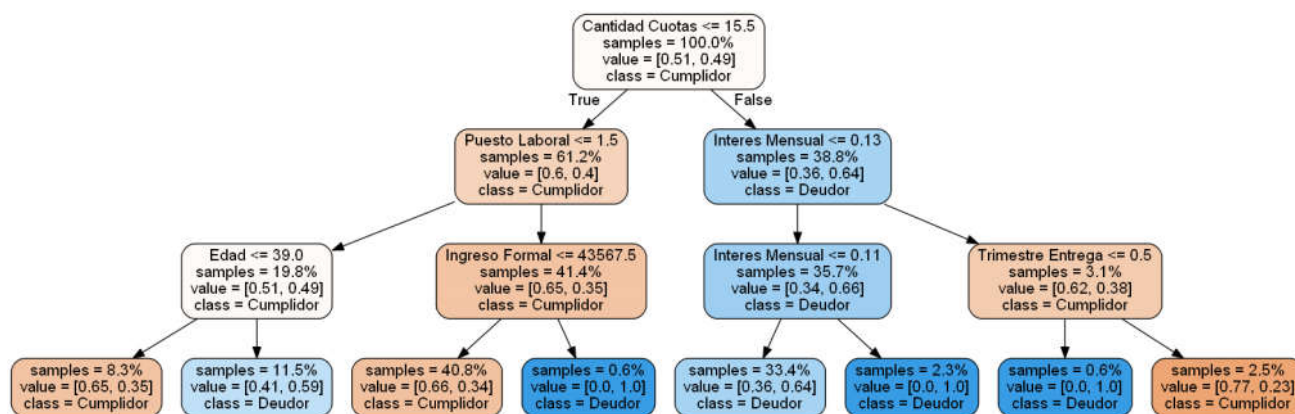 Cantidad Cuotas <= 15.5
samples = 100.0%
value = [0.51, 0.49]
class = Cumplidor
True
False
Puesto Laboral <= 1.5
samples = 61.2%
value = [0.6, 0.4]
class = Cumplidor
Interes Mensual <= 0.13
samples = 38.8%
value = [0.36, 0.64]
class = Deudor
Edad <= 39.0
samples = 19.8%
value = [0.51, 0.49]
class = Cumplidor
Ingreso Formal <= 43567.5
samples = 41.4%
value = [0.65, 0.35]
class = Cumplidor
Interes Mensual <= 0.11
samples = 35.7%
value = [0.34, 0.66]
class = Deudor
Trimestre Entrega <= 0.5
samples = 3.1%
value = [0.62, 0.38]
class = Cumplidor
samples = 8.3%
value = [0.65, 0.35]
class = Cumplidor
samples = 11.5%
value = [0.41, 0.59]
class = Deudor
samples = 40.8%
value = [0.66, 0.34]
class = Cumplidor
samples = 0.6%
value = [0.0, 1.0]
class = Deudor
samples = 33.4%
value = [0.36, 0.64]
class = Deudor
samples = 2.3%
value = [0.0, 1.0]
class = Deudor
samples = 0.6%
value = [0.0, 1.0]
class = Deudor
samples = 2.5%
value = [0.77, 0.23]
class = Cumplidor